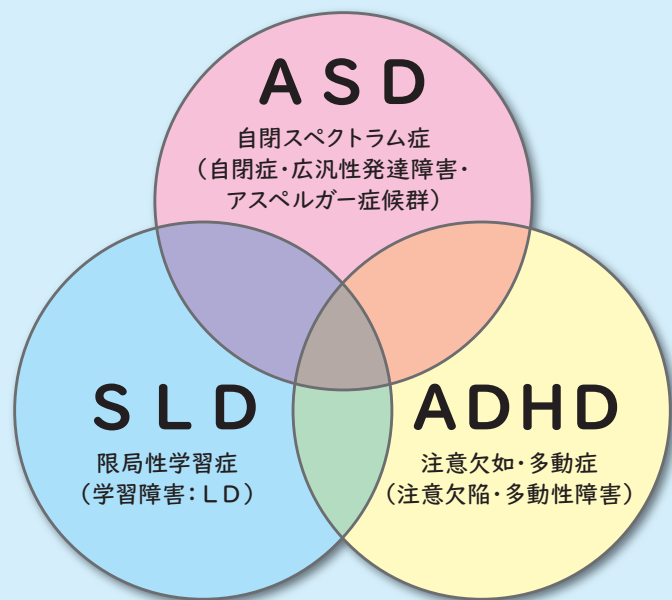 ASD
自閉スペクトラム症
（自閉症・広汎性発達障害・
アスペルガー症候群）
SLD
限局性学習症
（学習障害：LD）
ADHD
注意欠如・多動症
（注意欠陥・多動性障害）